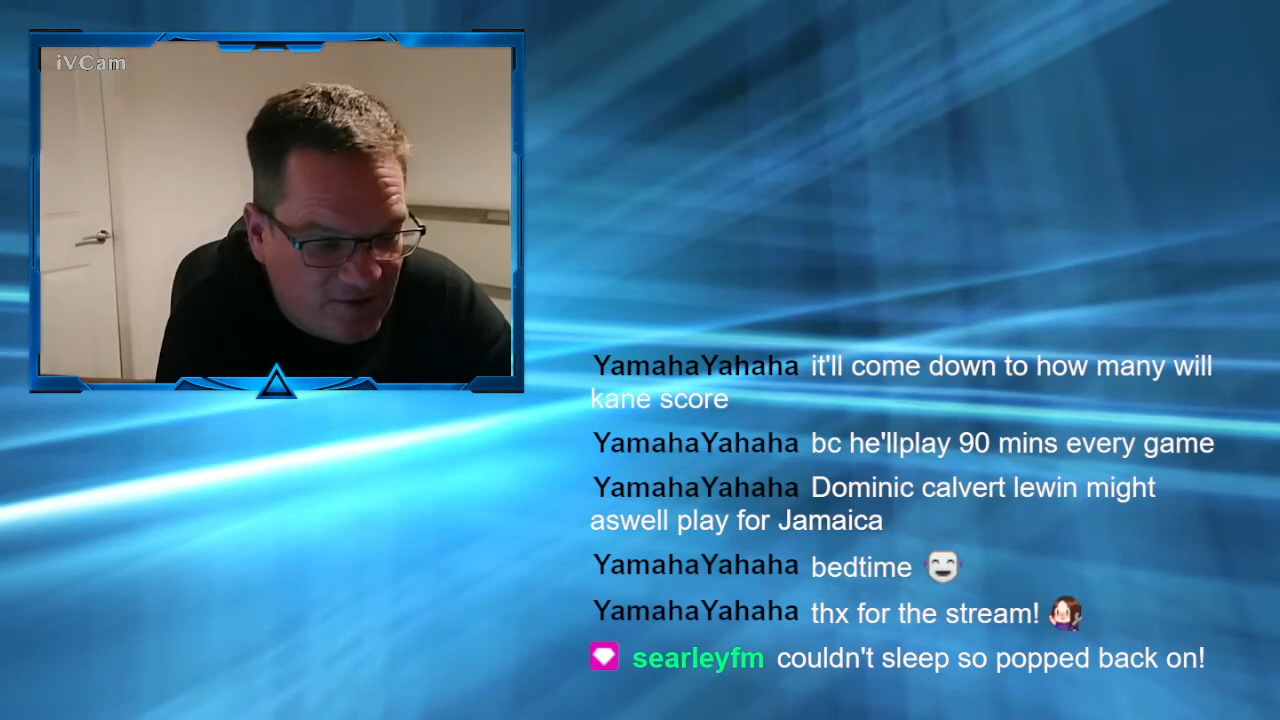 iVCam
YamahaYahaha it'll come down to how many will
kane score
YamahaYahaha bc he'llplay 90 mins every game
YamahaYahaha Dominic calvert lewin might
aswell play for Jamaica
YamahaYahaha bedtime
YamahaYahaha thx for the stream!
searleyfm couldn't sleep so popped back on!